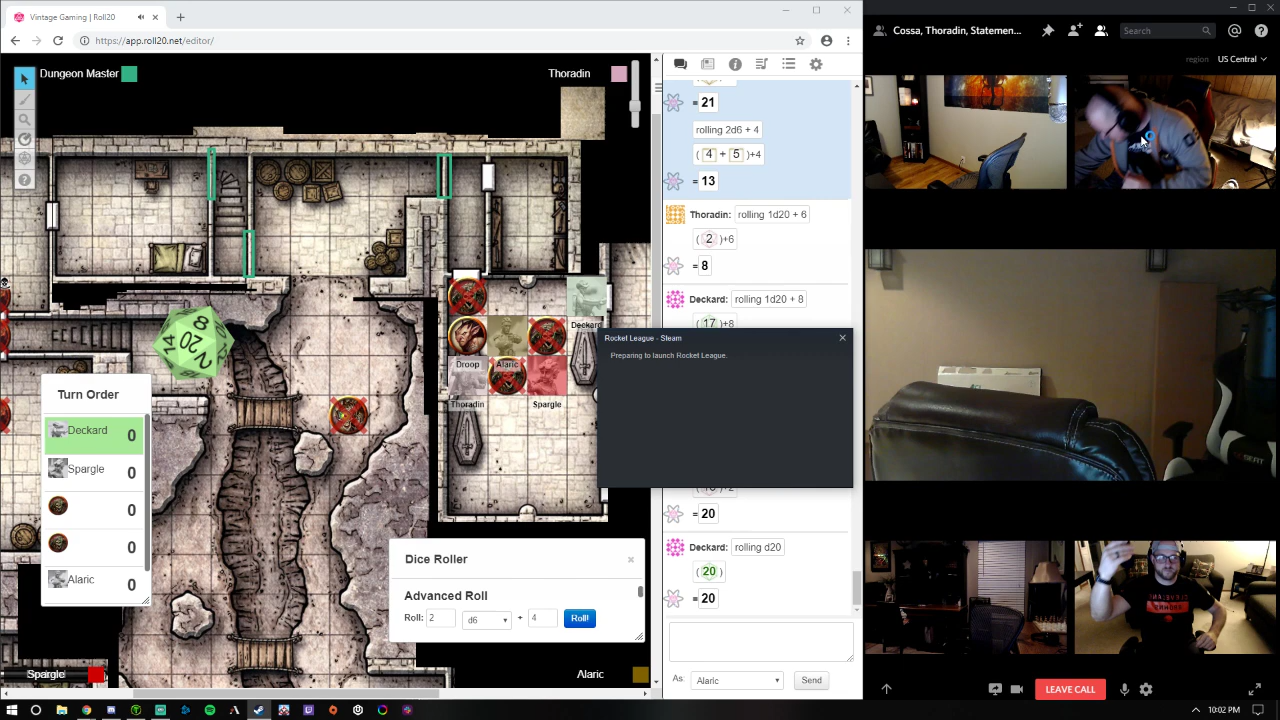 Vintage Gaming | Roll20
https://app.roll20.net/editor/
Cossa, Thoradin, Statemen...
Search
region US Central
Dungeon Master
Thoradin
= 21
rolling 2d6 + 4
( 4 + 5 )+4
= 13
Thoradin: rolling 1d20 + 6
( 2 )+6
= 8
Deckard: rolling 1d20 + 8
( 17 )+8
Rocket League - Steam
Preparing to launch Rocket League.
= 20
Deckard: rolling d20
( 20 )
= 20
As: Alaric
Send
8
20
14
Deckard
Droop
Alaric
Thoradin
Spargle
Turn Order
Deckard 0
Spargle 0
0
0
Alaric 0
Dice Roller
Advanced Roll
Roll: 2 d6 + 4 Roll!
Spargle
Alaric
LEAVE CALL
10:02 PM